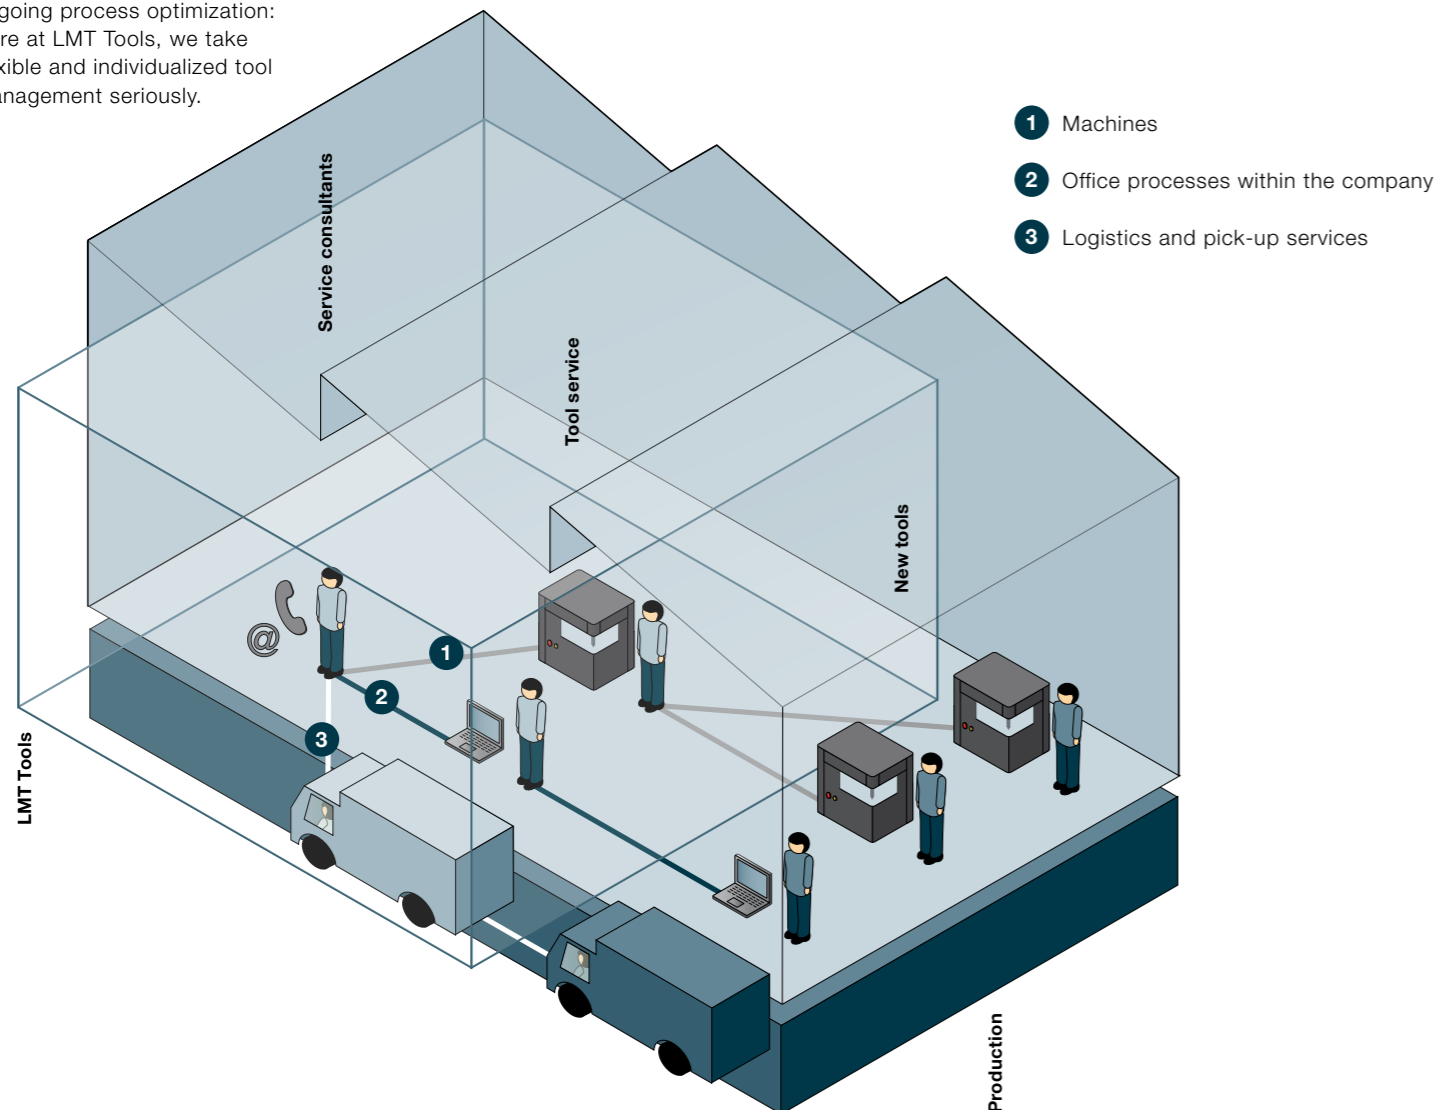 going process optimization:
re at LMT Tools, we take
xible and individualized tool
anagement seriously.
1 Machines
2 Office processes within the company
3 Logistics and pick-up services
Service consultants
Tool service
New tools
@
1
2
3
LMT Tools
Production